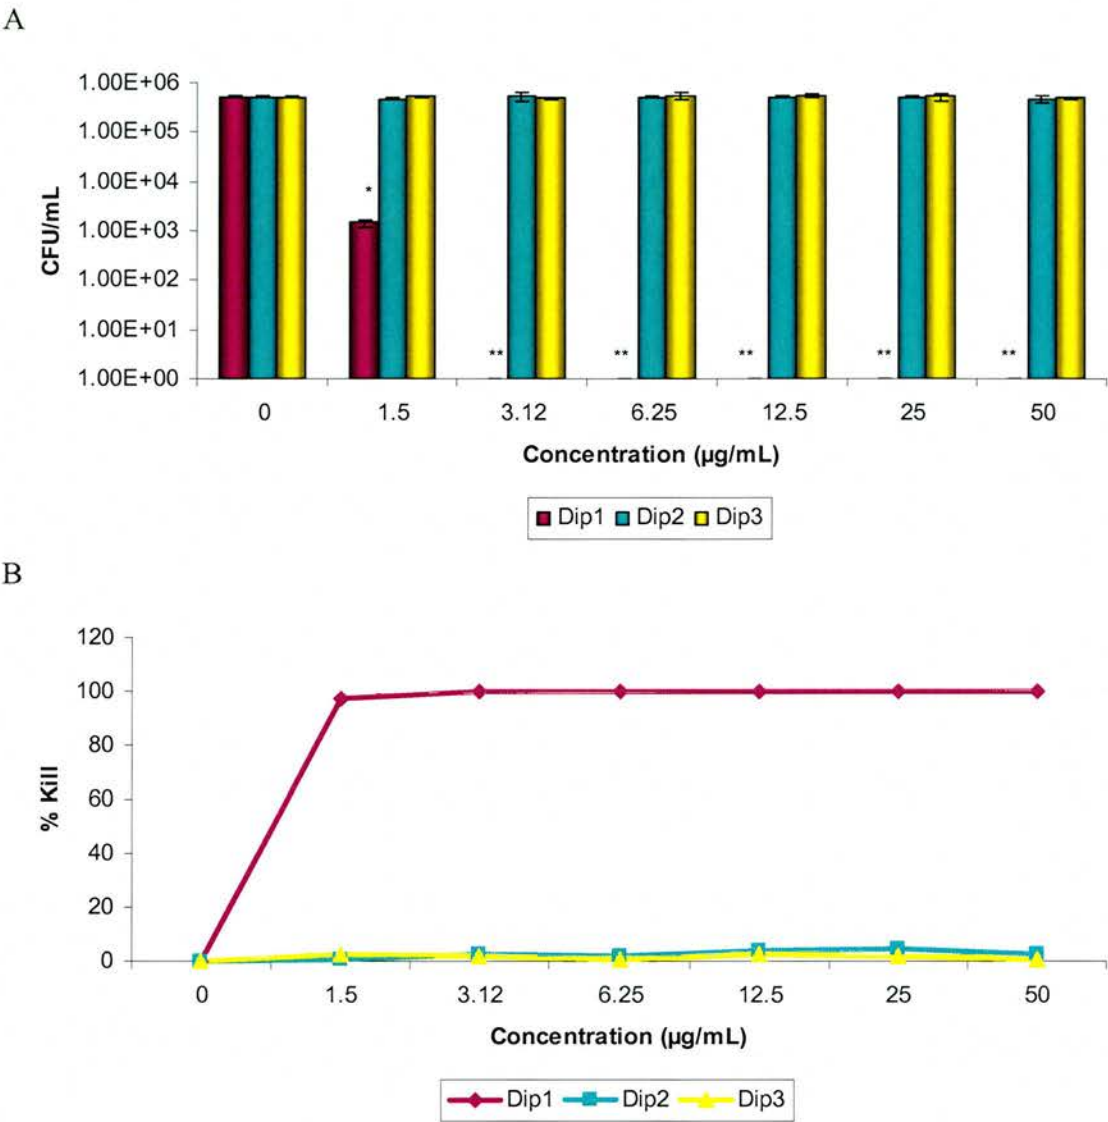 A
1.00E+06
1.00E+05
1.00E+04
1.00E+03
1.00E+02
1.00E+01
1.00E+00
CFU/mL
*
** ** ** ** **
0 1.5 3.12 6.25 12.5 25 50
Concentration (µg/mL)
Dip1 Dip2 Dip3
B
120
100
80
60
40
20
0
% Kill
0 1.5 3.12 6.25 12.5 25 50
Concentration (µg/mL)
Dip1 Dip2 Dip3